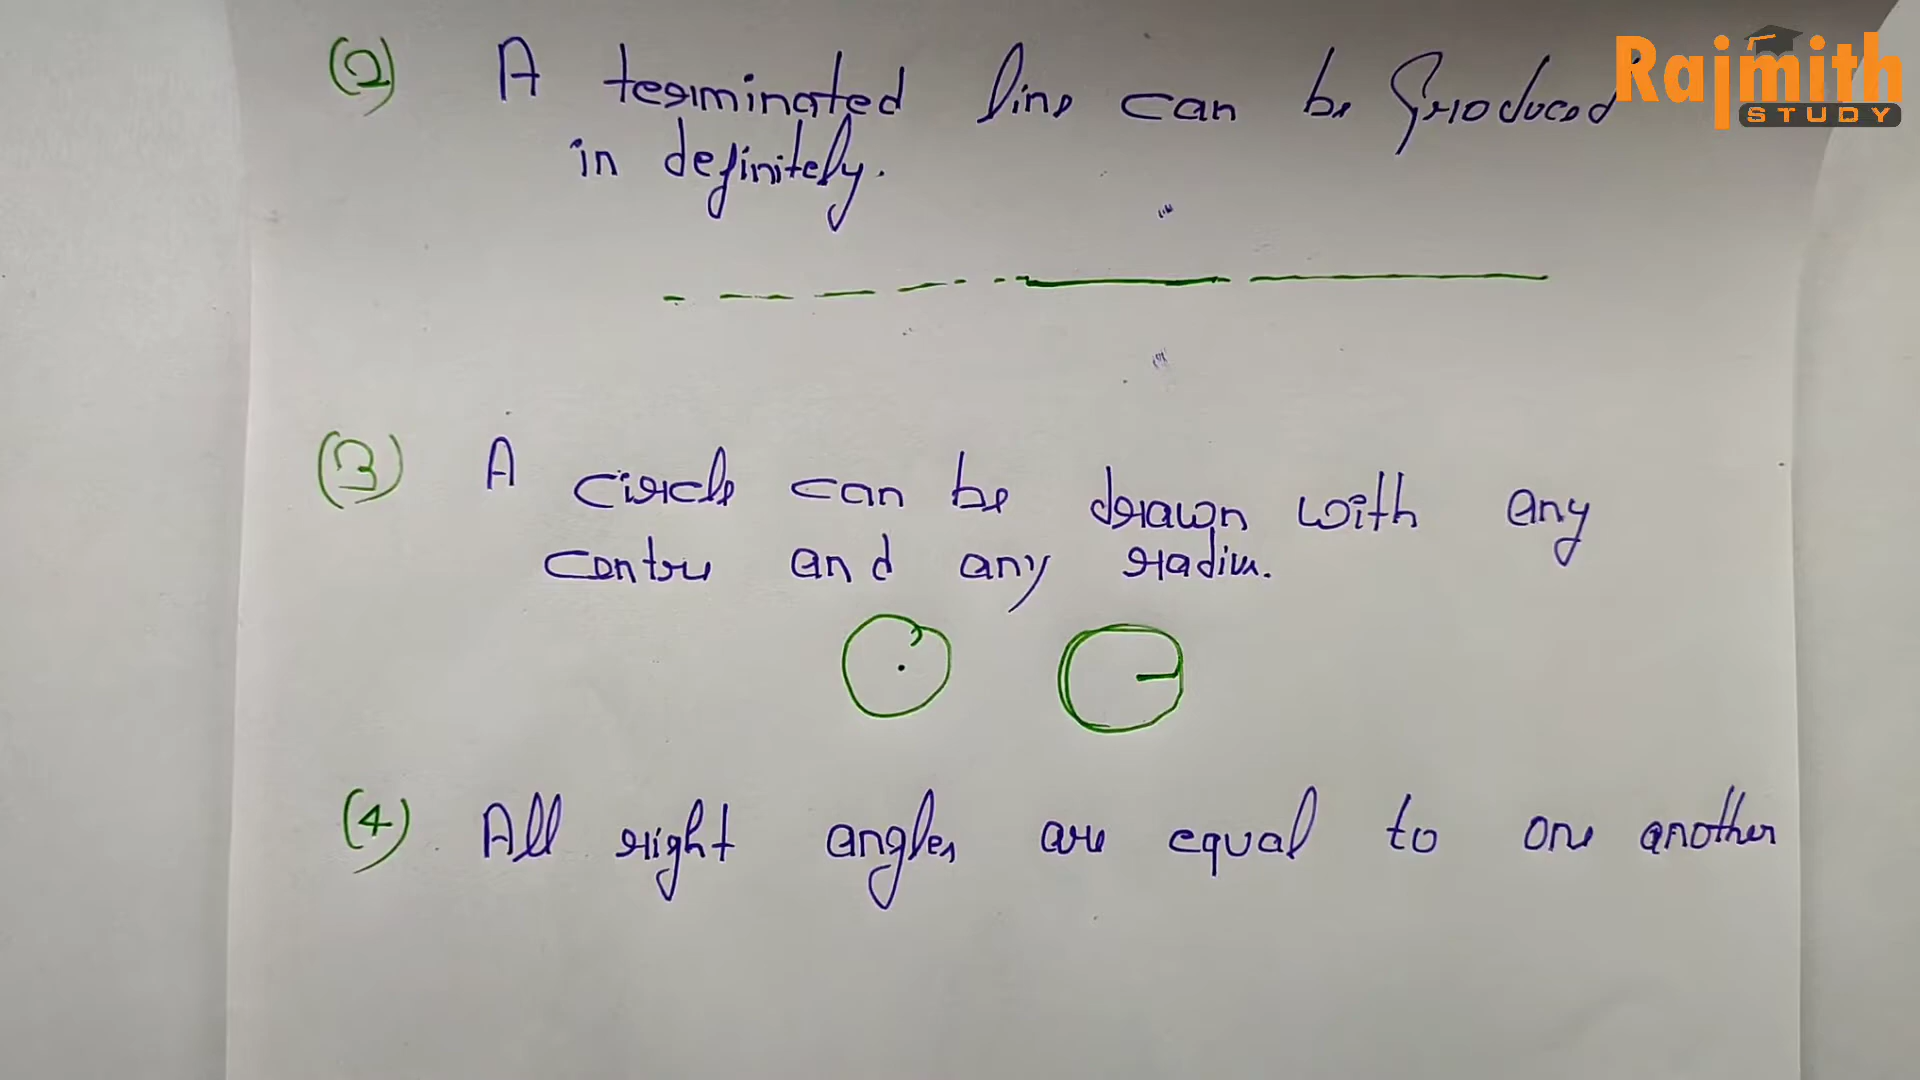 (2) A terminated line can be Produced
in definitely.
(3) A circle can be drawn with any
centre and any radius.
(4) All right angles are equal to one another
Rajmith
STUDY